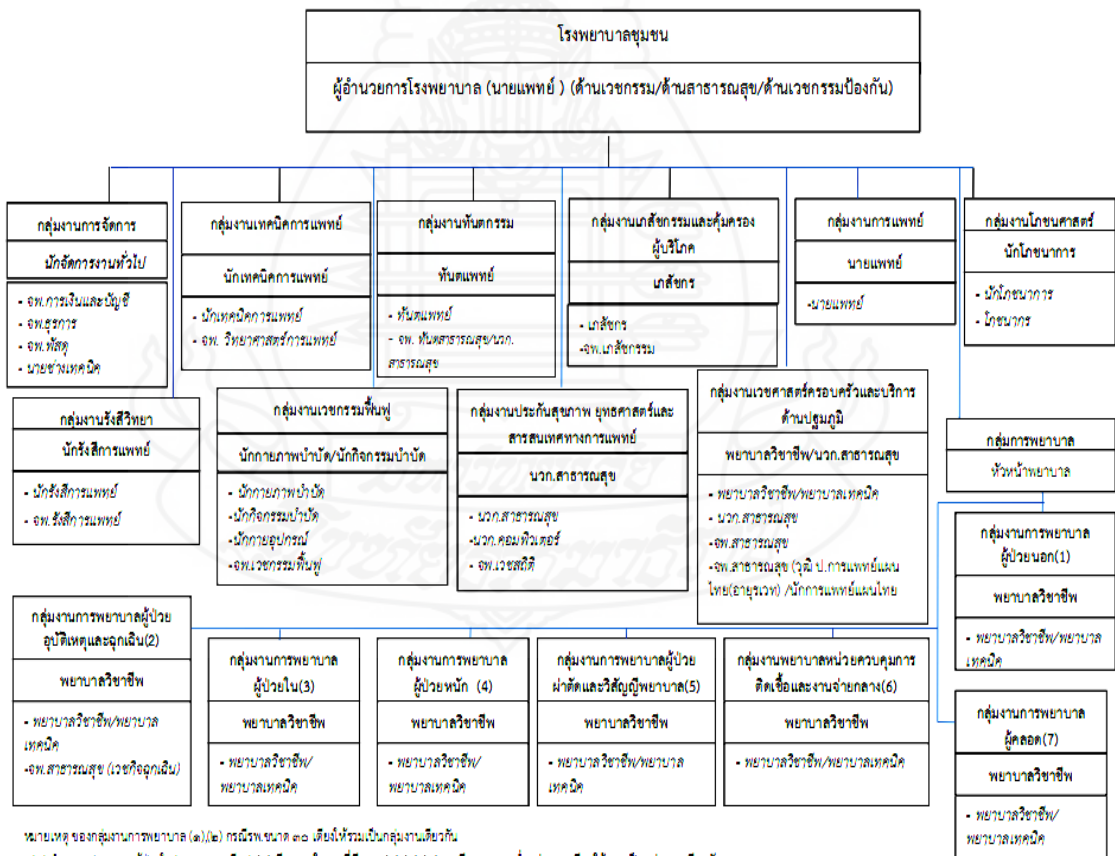 โรงพยาบาลชุมชน
ผู้อำนวยการโรงพยาบาล (นายแพทย์ ) (ด้านเวชกรรม/ด้านสาธารณสุข/ด้านเวชกรรมป้องกัน)
กลุ่มงานการจัดการ
นักจัดการงานทั่วไป
- จพ.การเงินและบัญชี
- จพ.ธุรการ
- จพ.พัสดุ
- นายช่างเทคนิค
กลุ่มงานเทคนิคการแพทย์
นักเทคนิคการแพทย์
- นักเทคนิคการแพทย์
- จพ. วิทยาศาสตร์การแพทย์
กลุ่มงานทันตกรรม
ทันตแพทย์
- ทันตแพทย์
- จพ. ทันตสาธารณสุข/นวก.
สาธารณสุข
กลุ่มงานเภสัชกรรมและคุ้มครอง
ผู้บริโภค
เภสัชกร
- เภสัชกร
-จพ.เภสัชกรรม
กลุ่มงานการแพทย์
นายแพทย์
-นายแพทย์
กลุ่มงานโภชนศาสตร์
นักโภชนาการ
- นักโภชนาการ
- โภชนากร
กลุ่มงานรังสีวิทยา
นักรังสีการแพทย์
- นักรังสีการแพทย์
- จพ.รังสีการแพทย์
กลุ่มงานเวชกรรมฟื้นฟู
นักกายภาพบำบัด/นักกิจกรรมบำบัด
- นักกายภาพบำบัด
-นักกิจกรรมบำบัด
-นักกายอุปกรณ์
-จพ.เวชกรรมฟื้นฟู
กลุ่มงานประกันสุขภาพ ยุทธศาสตร์และ
สารสนเทศทางการแพทย์
นวก.สาธารณสุข
- นวก.สาธารณสุข
-นวก.คอมพิวเตอร์
- จพ.เวชสถิติ
กลุ่มงานเวชศาสตร์ครอบครัวและบริการ
ด้านปฐมภูมิ
พยาบาลวิชาชีพ/นวก.สาธารณสุข
- พยาบาลวิชาชีพ/พยาบาลเทคนิค
- นวก.สาธารณสุข
-จพ.สาธารณสุข
-จพ.สาธารณสุข (วุฒิ ป.การแพทย์แผน
ไทย(อายุรเวท) /นักการแพทย์แผนไทย
กลุ่มการพยาบาล
หัวหน้าพยาบาล
กลุ่มงานการพยาบาล
ผู้ป่วยนอก(1)
พยาบาลวิชาชีพ
- พยาบาลวิชาชีพ/พยาบาล
เทคนิค
กลุ่มงานการพยาบาลผู้ป่วย
อุบัติเหตุและฉุกเฉิน(2)
พยาบาลวิชาชีพ
- พยาบาลวิชาชีพ/พยาบาล
เทคนิค
-จพ.สาธารณสุข (เวชกิจฉุกเฉิน)
กลุ่มงานการพยาบาล
ผู้ป่วยใน(3)
พยาบาลวิชาชีพ
- พยาบาลวิชาชีพ/
พยาบาลเทคนิค
กลุ่มงานการพยาบาล
ผู้ป่วยหนัก (4)
พยาบาลวิชาชีพ
- พยาบาลวิชาชีพ/
พยาบาลเทคนิค
กลุ่มงานการพยาบาลผู้ป่วย
ผ่าตัดและวิสัญญีพยาบาล(5)
พยาบาลวิชาชีพ
- พยาบาลวิชาชีพ/พยาบาล
เทคนิค
กลุ่มงานพยาบาลหน่วยควบคุมการ
ติดเชื้อและงานจ่ายกลาง(6)
พยาบาลวิชาชีพ
- พยาบาลวิชาชีพ/พยาบาลเทคนิค
กลุ่มงานการพยาบาล
ผู้คลอด(7)
พยาบาลวิชาชีพ
- พยาบาลวิชาชีพ/
พยาบาลเทคนิค
หมายเหตุ ของกลุ่มงานการพยาบาล (๑),(๒) กรณีรพ.ขนาด ๓๐ เตียงให้รวมเป็นกลุ่มงานเดียวกัน